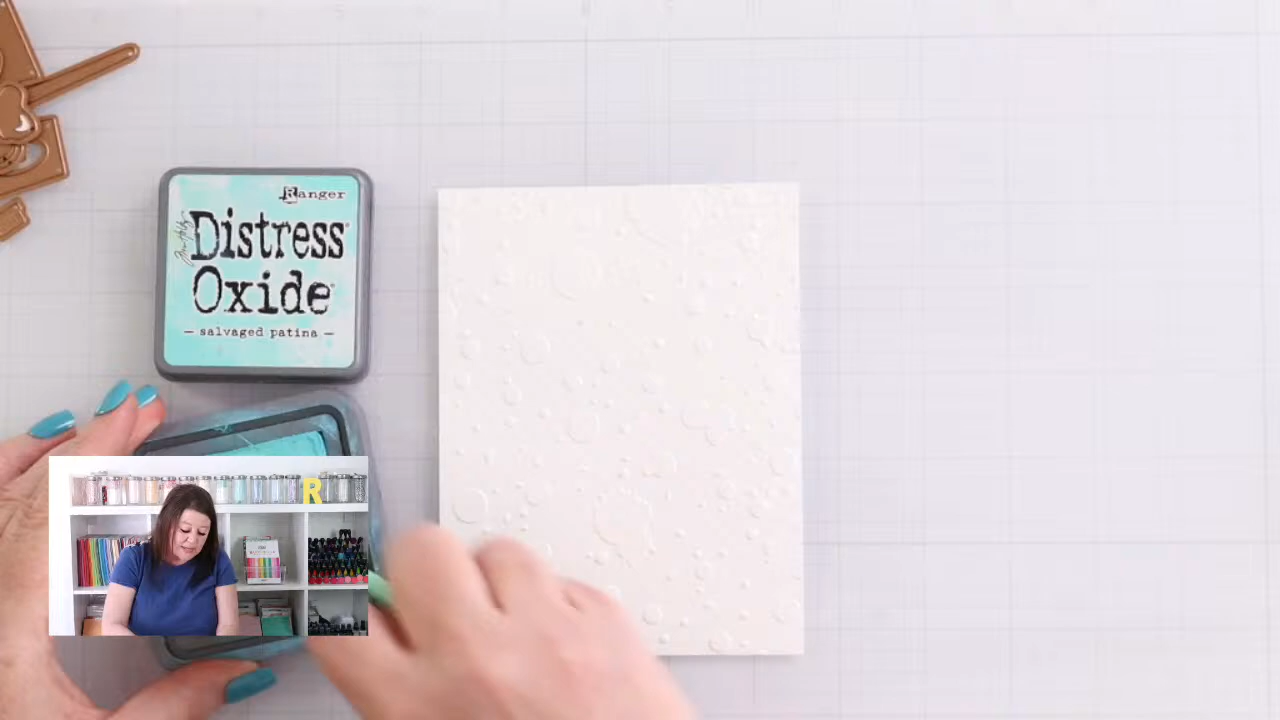 Ranger
Distress
Oxide
— salvaged patina —
R